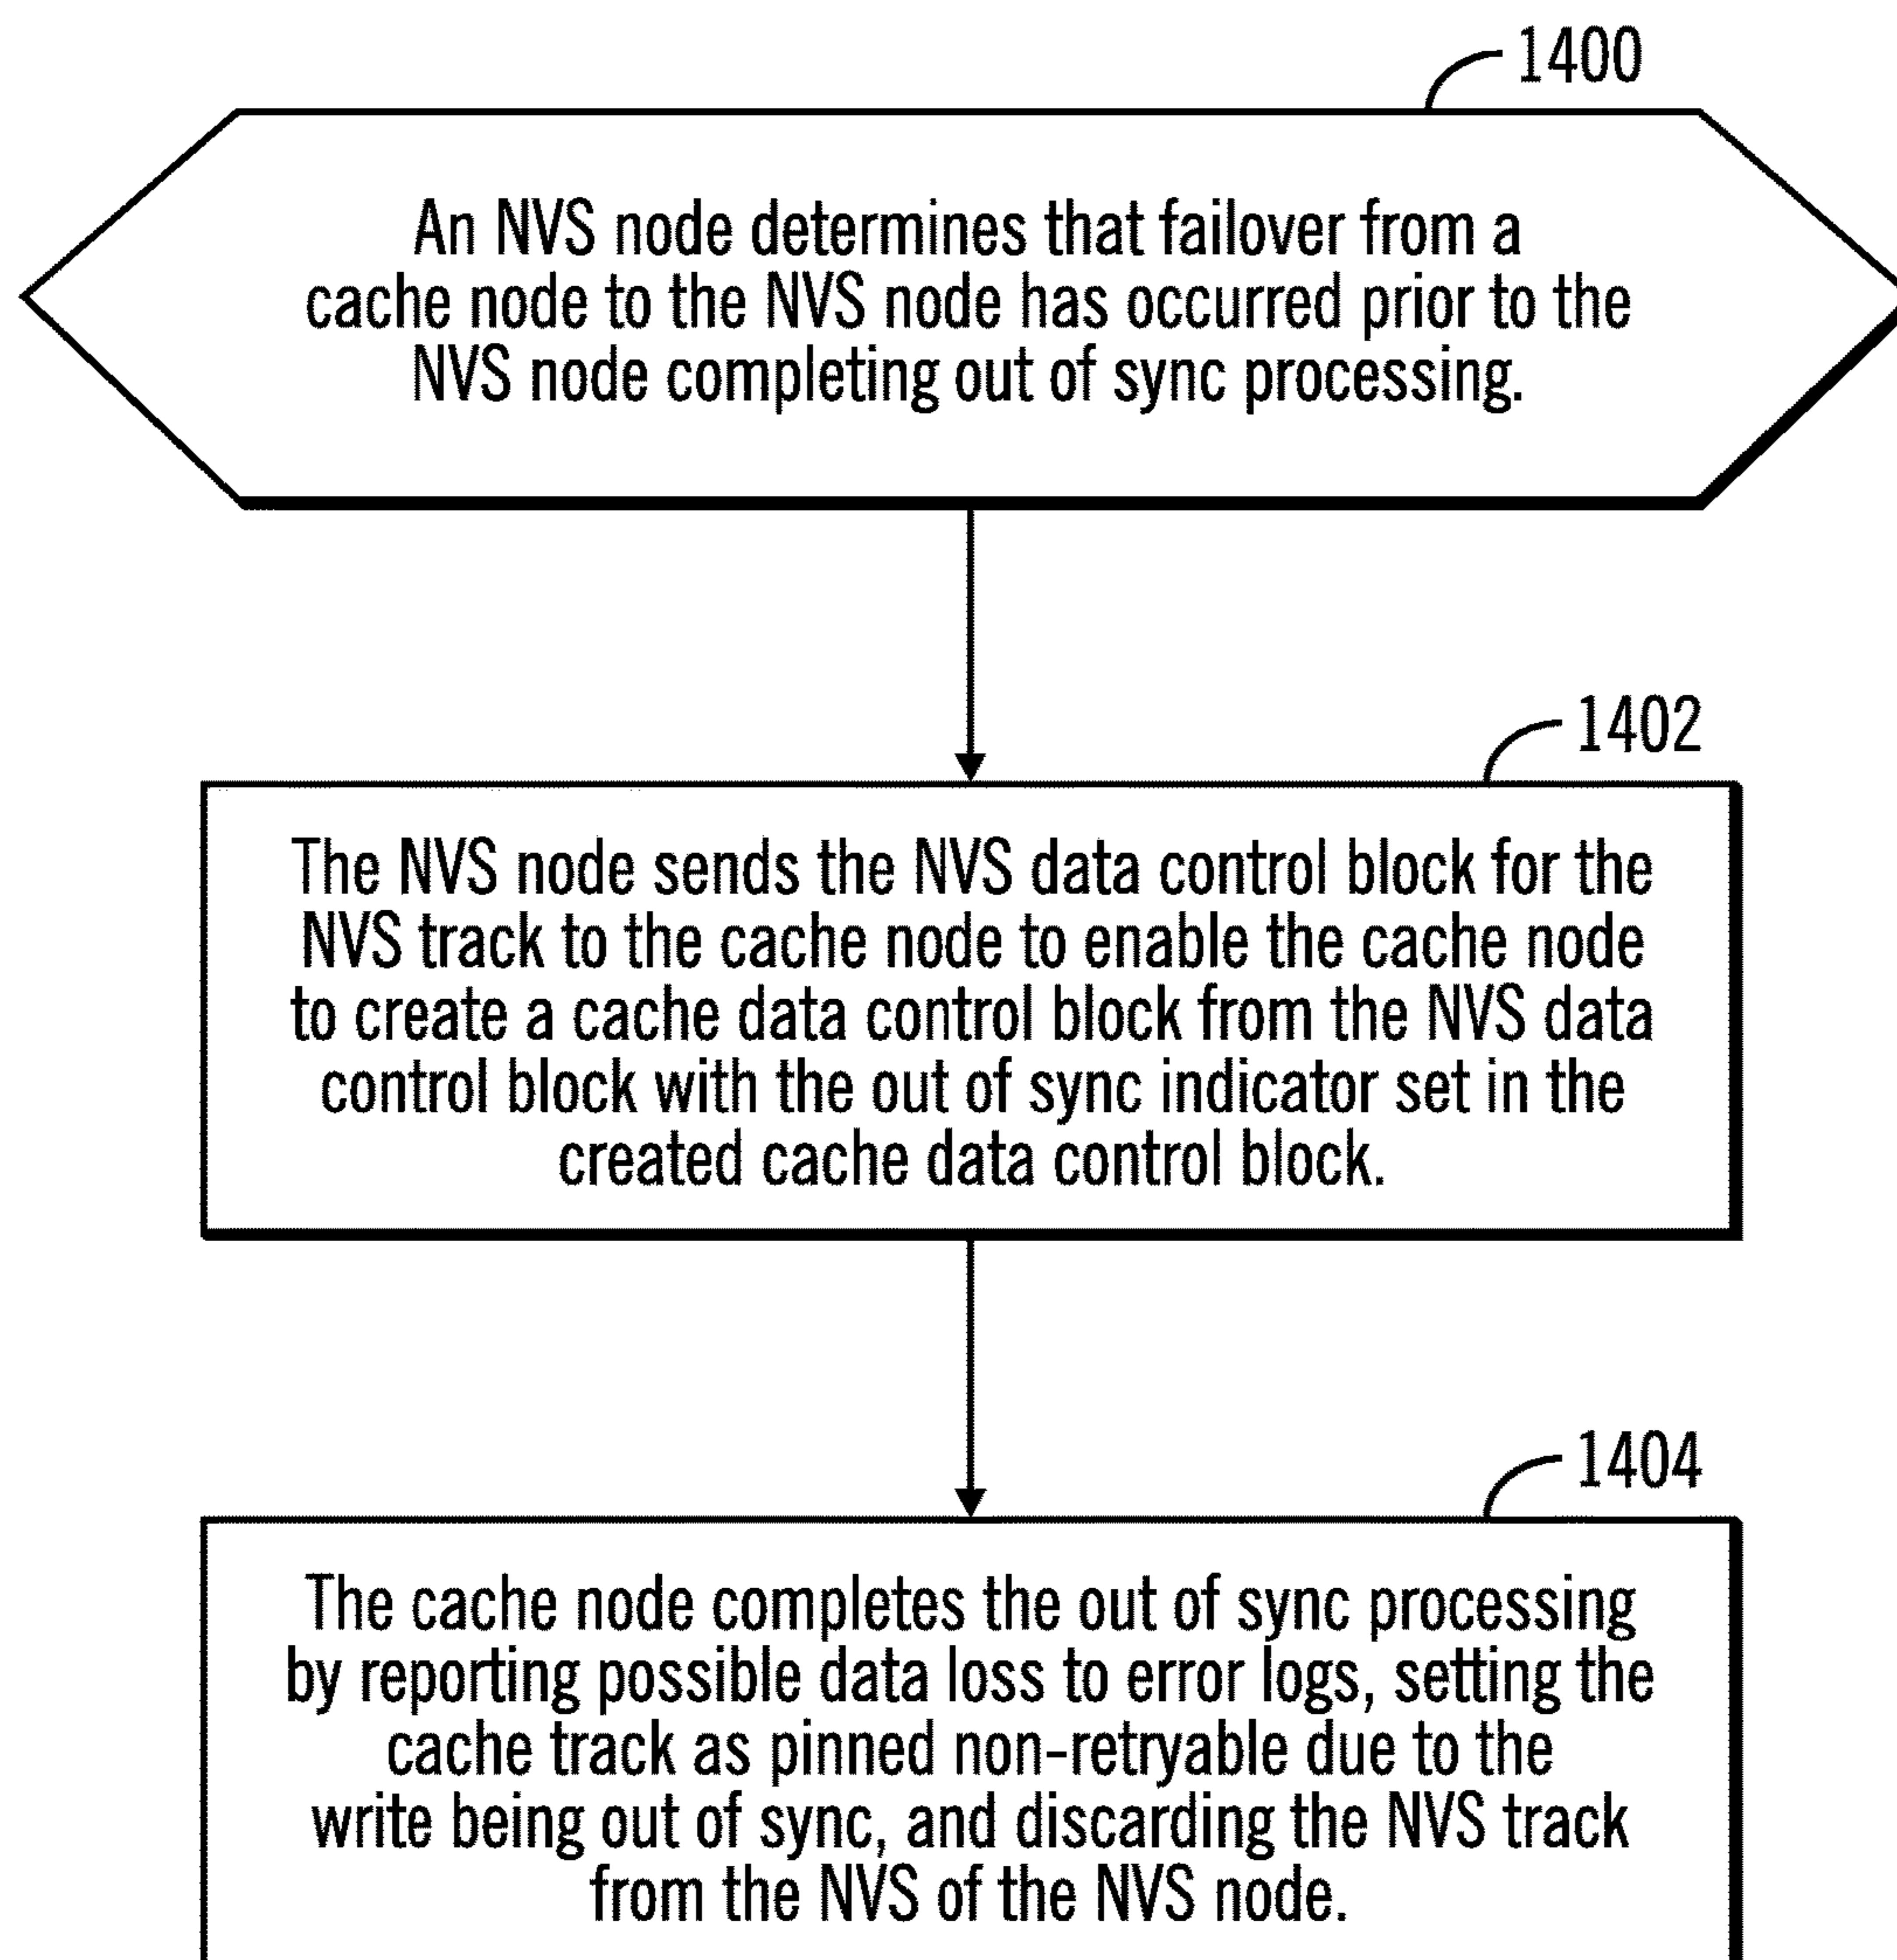 1400
An NVS node determines that failover from a
cache node to the NVS node has occurred prior to the
NVS node completing out of sync processing.
1402
The NVS node sends the NVS data control block for the
NVS track to the cache node to enable the cache node
to create a cache data control block from the NVS data
control block with the out of sync indicator set in the
created cache data control block.
1404
The cache node completes the out of sync processing
by reporting possible data loss to error logs, setting the
cache track as pinned non-retryable due to the
write being out of sync, and discarding the NVS track
from the NVS of the NVS node.